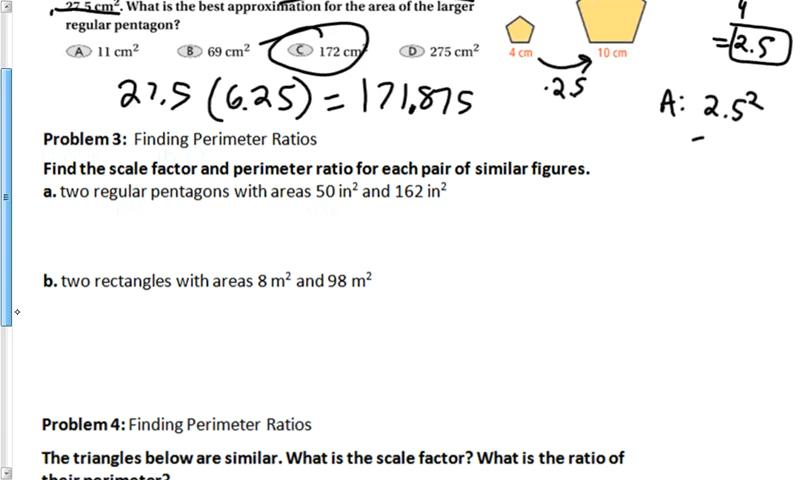 27.5 cm². What is the best approximation for the area of the larger
regular pentagon?
A 11 cm² B 69 cm² C 172 cm² D 275 cm²
4 cm 10 cm
.25
4
= 2.5
A: 2.5²
27.5 (6.25) = 171.875
Problem 3: Finding Perimeter Ratios
Find the scale factor and perimeter ratio for each pair of similar figures.
a. two regular pentagons with areas 50 in² and 162 in²
b. two rectangles with areas 8 m² and 98 m²
Problem 4: Finding Perimeter Ratios
The triangles below are similar. What is the scale factor? What is the ratio of
their perimeter?